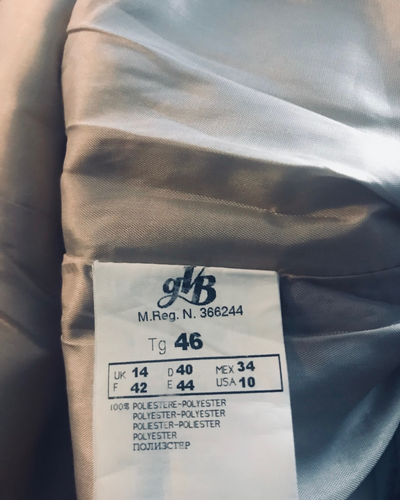 gVB
M.Reg. N. 366244
Tg 46
UK 14 D 40 MEX 34
F 42 E 44 USA 10
100% POLIESTERE-POLYESTER
POLYESTER-POLYESTER
POLIESTER-POLIESTER
POLYESTER
ПОЛИЭСТЕР